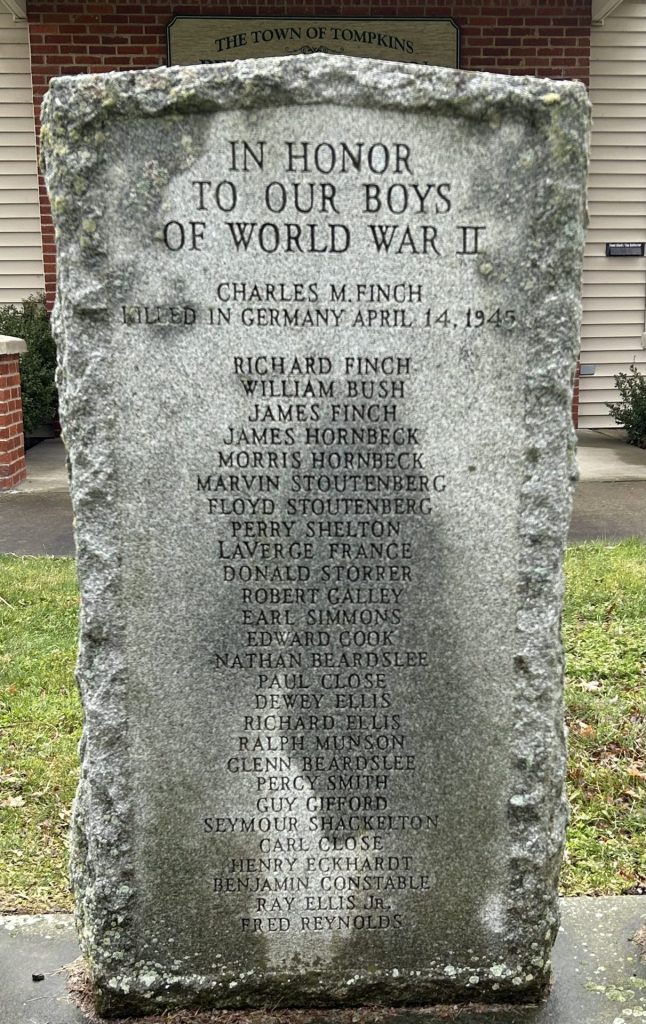 THE TOWN OF TOMPKINS
IN HONOR
TO OUR BOYS
OF WORLD WAR II
CHARLES M. FINCH
KILLED IN GERMANY APRIL 14, 1945
RICHARD FINCH
WILLIAM BUSH
JAMES FINCH
JAMES HORNBECK
MORRIS HORNBECK
MARVIN STOUTENBERG
FLOYD STOUTENBERG
PERRY SHELTON
LAVERGE FRANCE
DONALD STORRER
ROBERT GALLEY
EARL SIMMONS
EDWARD COOK
NATHAN BEARDSLEE
PAUL CLOSE
DEWEY ELLIS
RICHARD ELLIS
RALPH MUNSON
GLENN BEARDSLEE
PERCY SMITH
GUY GIFFORD
SEYMOUR SHACKELTON
CARL CLOSE
HENRY ECKHARDT
BENJAMIN CONSTABLE
RAY ELLIS Jr.
FRED REYNOLDS